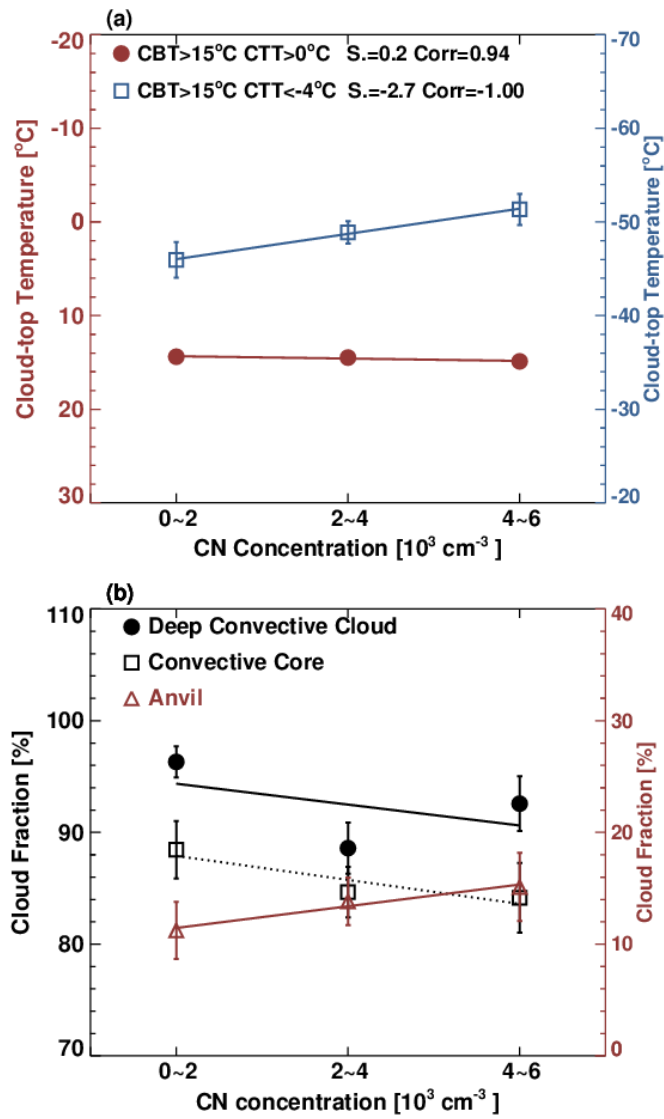 (a)
-20
-10
0
10
20
30
Cloud-top Temperature [°C]
CBT>15°C CTT>0°C S.=0.2 Corr=0.94
CBT>15°C CTT<-4°C S.=-2.7 Corr=-1.00
-70
-60
-50
-40
-30
-20
Cloud-top Temperature [°C]
0~2 2~4 4~6
CN Concentration [10³ cm⁻³]
(b)
110
100
90
80
70
Cloud Fraction [%]
Deep Convective Cloud
Convective Core
Anvil
40
30
20
10
0
Cloud Fraction [%]
0~2 2~4 4~6
CN concentration [10³ cm⁻³]